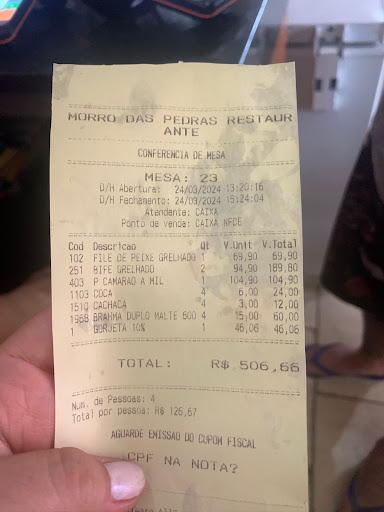 MORRO DAS PEDRAS RESTAUR
ANTE
CONFERENCIA DE MESA
MESA: 23
D/H Abertura: 24/03/2024 13:20:16
D/H Fechamento: 24/03/2024 15:24:04
Atendente: CAIXA
Ponto de venda: CAIXA NFCE
Cod Descricao Qt V.Unit V.Total
102 FILE DE PEIXE GRELHADO 1 69,90 69,90
251 BIFE GRELHADO 2 94,90 189,80
403 P CAMARAO A MIL 1 104,90 104,90
1103 COCA 4 6,00 24,00
1510 CACHACA 4 3,00 12,00
1968 BRAHMA DUPLO MALTE 600 4 15,00 60,00
1 GORJETA 10% 1 46,06 46,06
TOTAL: R$ 506,66
Num. de Pessoas: 4
Total por pessoa: R$ 126,67
AGUARDE EMISSAO DO CUPOM FISCAL
CPF NA NOTA?